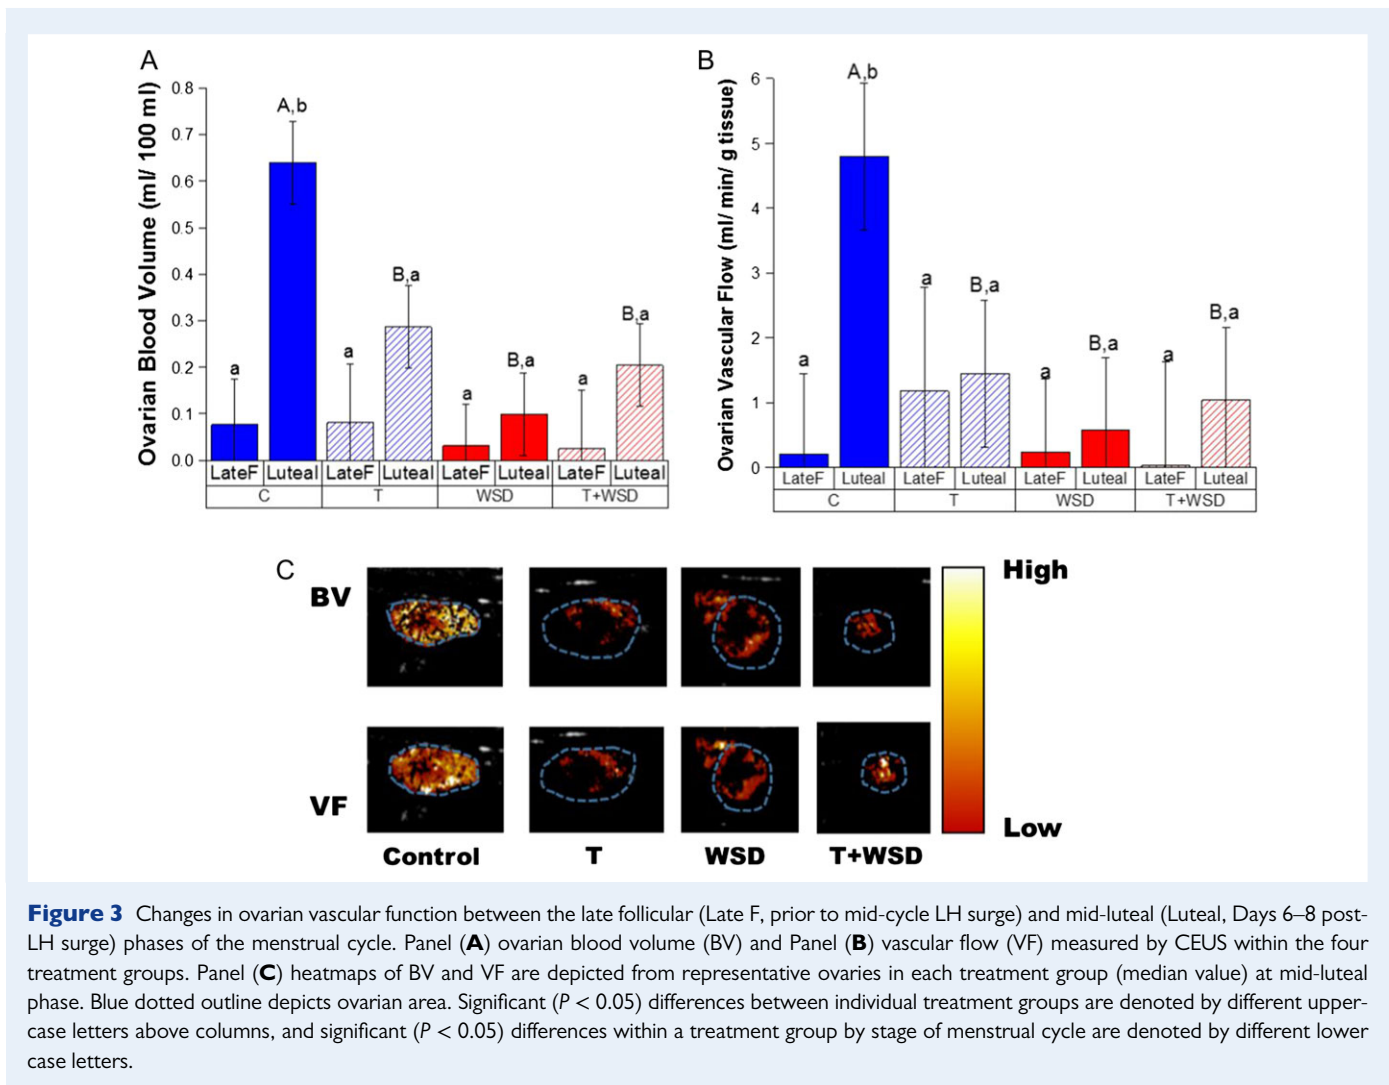 A
Ovarian Blood Volume (ml/ 100 ml)
0.8
0.7
0.6
0.5
0.4
0.3
0.2
0.1
0.0
a
A,b
a
B,a
a
B,a
a
B,a
LateF Luteal LateF Luteal LateF Luteal LateF Luteal
C T WSD T+WSD
B
Ovarian Vascular Flow (ml/ min/ g tissue)
6
5
4
3
2
1
0
a
A,b
a
B,a
a
B,a
a
B,a
LateF Luteal LateF Luteal LateF Luteal LateF Luteal
C T WSD T+WSD
C
BV
VF
High
Low
Control T WSD T+WSD
Figure 3 Changes in ovarian vascular function between the late follicular (Late F, prior to mid-cycle LH surge) and mid-luteal (Luteal, Days 6–8 post-
LH surge) phases of the menstrual cycle. Panel (A) ovarian blood volume (BV) and Panel (B) vascular flow (VF) measured by CEUS within the four
treatment groups. Panel (C) heatmaps of BV and VF are depicted from representative ovaries in each treatment group (median value) at mid-luteal
phase. Blue dotted outline depicts ovarian area. Significant (P < 0.05) differences between individual treatment groups are denoted by different upper-
case letters above columns, and significant (P < 0.05) differences within a treatment group by stage of menstrual cycle are denoted by different lower
case letters.